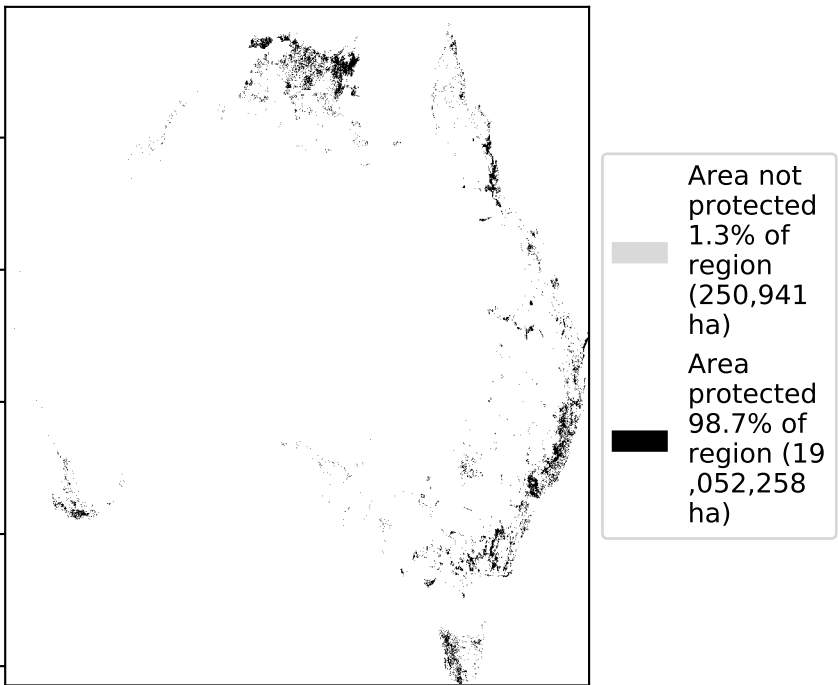 Area not
protected
1.3% of
region
(250,941
ha)
Area
protected
98.7% of
region (19
,052,258
ha)